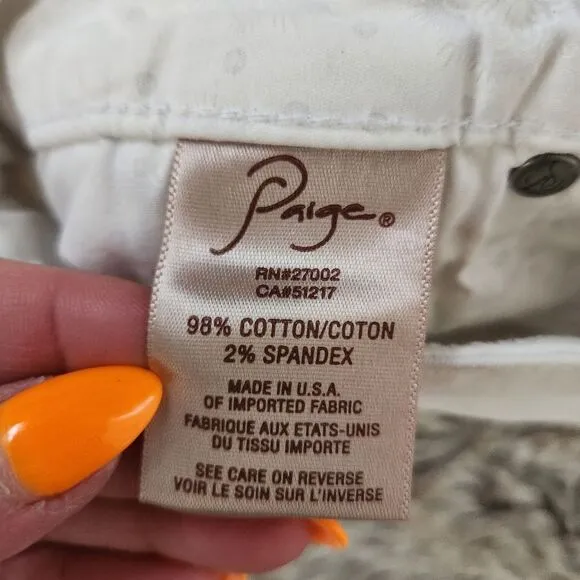 Paige®
RN#27002
CA#51217
98% COTTON/COTON
2% SPANDEX
MADE IN U.S.A.
OF IMPORTED FABRIC
FABRIQUE AUX ETATS-UNIS
DU TISSU IMPORTE
SEE CARE ON REVERSE
VOIR LE SOIN SUR L'INVERSE